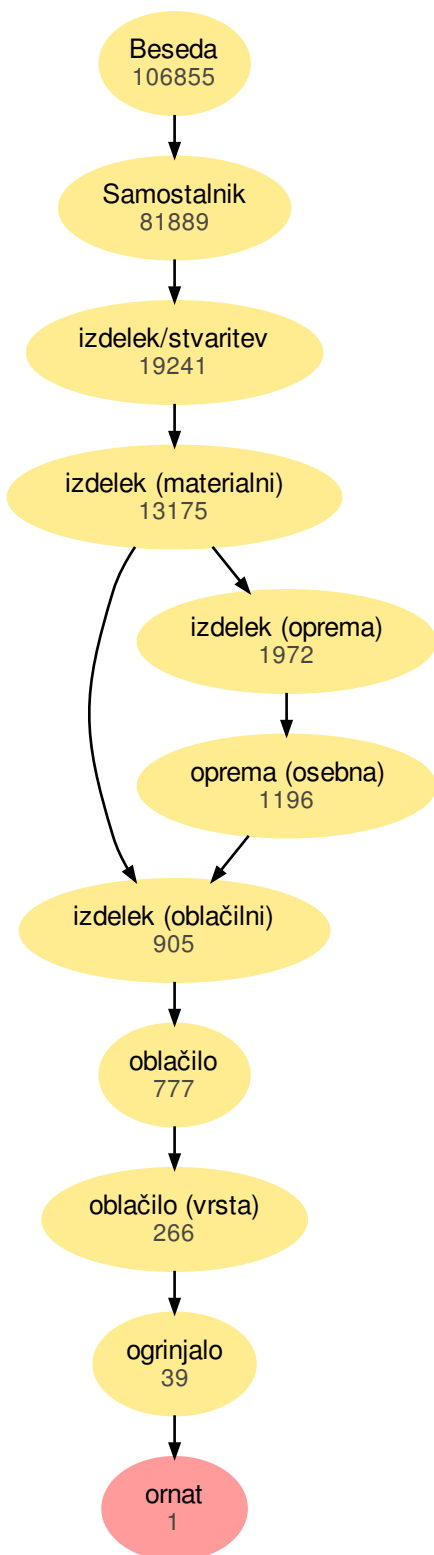 Beseda
106855
Samostalnik
81889
izdelek/stvaritev
19241
izdelek (materialni)
13175
izdelek (oprema)
1972
oprema (osebna)
1196
izdelek (oblačilni)
905
oblačilo
777
oblačilo (vrsta)
266
ogrinjalo
39
ornat
1